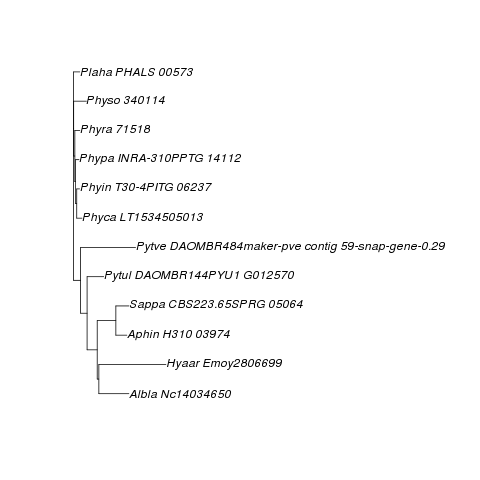 Plaha PHALS 00573
Physo 340114
Phyra 71518
Phypa INRA-310PPTG 14112
Phyin T30-4PITG 06237
Phyca LT1534505013
Pytve DAOMBR484maker-pve contig 59-snap-gene-0.29
Pytul DAOMBR144PYU1 G012570
Sappa CBS223.65SPRG 05064
Aphin H310 03974
Hyaar Emoy2806699
Albla Nc14034650